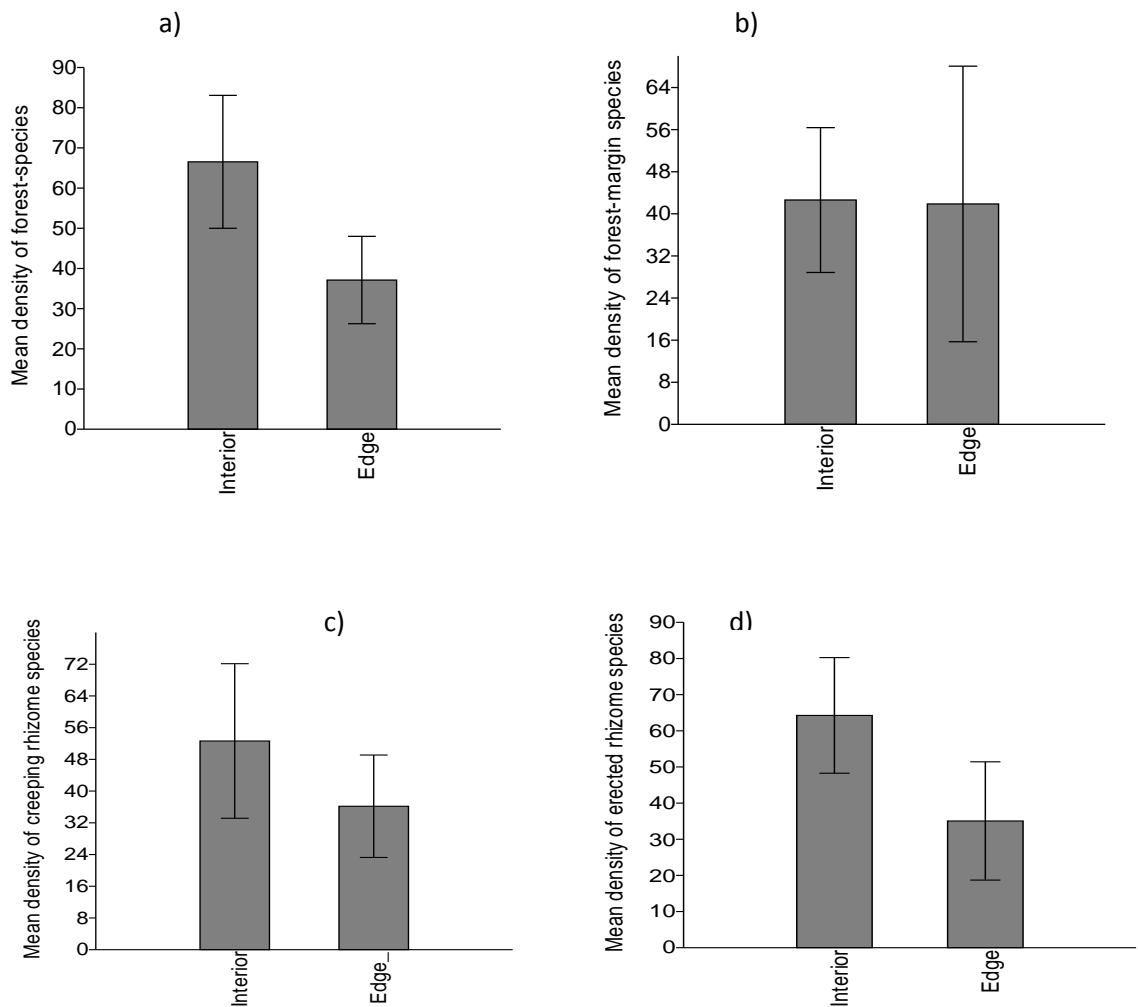 a)
Mean density of forest-species
90
80
70
60
50
40
30
20
10
0
Interior
Edge
b)
Mean density of forest-margin species
64
56
48
40
32
24
16
8
0
Interior
Edge
c)
Mean density of creeping rhizome species
72
64
56
48
40
32
24
16
8
0
Interior
Edge_
d)
Mean density of erected rhizome species
90
80
70
60
50
40
30
20
10
0
Interior
Edge